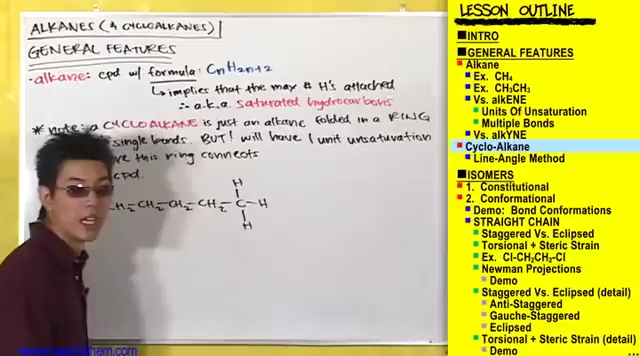 ALKANES (& CYCLOALKANES)
GENERAL FEATURES
-alkane: cpd w/ formula: CnH2n+2
↳ implies that the max # H's attached
↳ a.k.a. saturated hydrocarbons
* note: a CYCLOALKANE is just an alkane folded in a RING
single bonds. BUT! will have 1 unit unsaturation
this ring connects
cpd.
H
H2-CH2-CH2-CH2-C-H
H
LESSON OUTLINE
INTRO
GENERAL FEATURES
Alkane
Ex. CH4
Ex. CH3CH3
Vs. alkENE
Units of Unsaturation
Multiple Bonds
Vs. alkYNE
Cyclo-Alkane
Line-Angle Method
ISOMERS
1. Constitutional
2. Conformational
Demo: Bond Conformations
STRAIGHT CHAIN
Staggered Vs. Eclipsed
Torsional + Steric Strain
Ex. Cl-CH2CH2-Cl
Newman Projections
Demo
Staggered Vs. Eclipsed (detail)
Anti-Staggered
Gauche-Staggered
Eclipsed
Torsional + Steric Strain (detail)
Demo